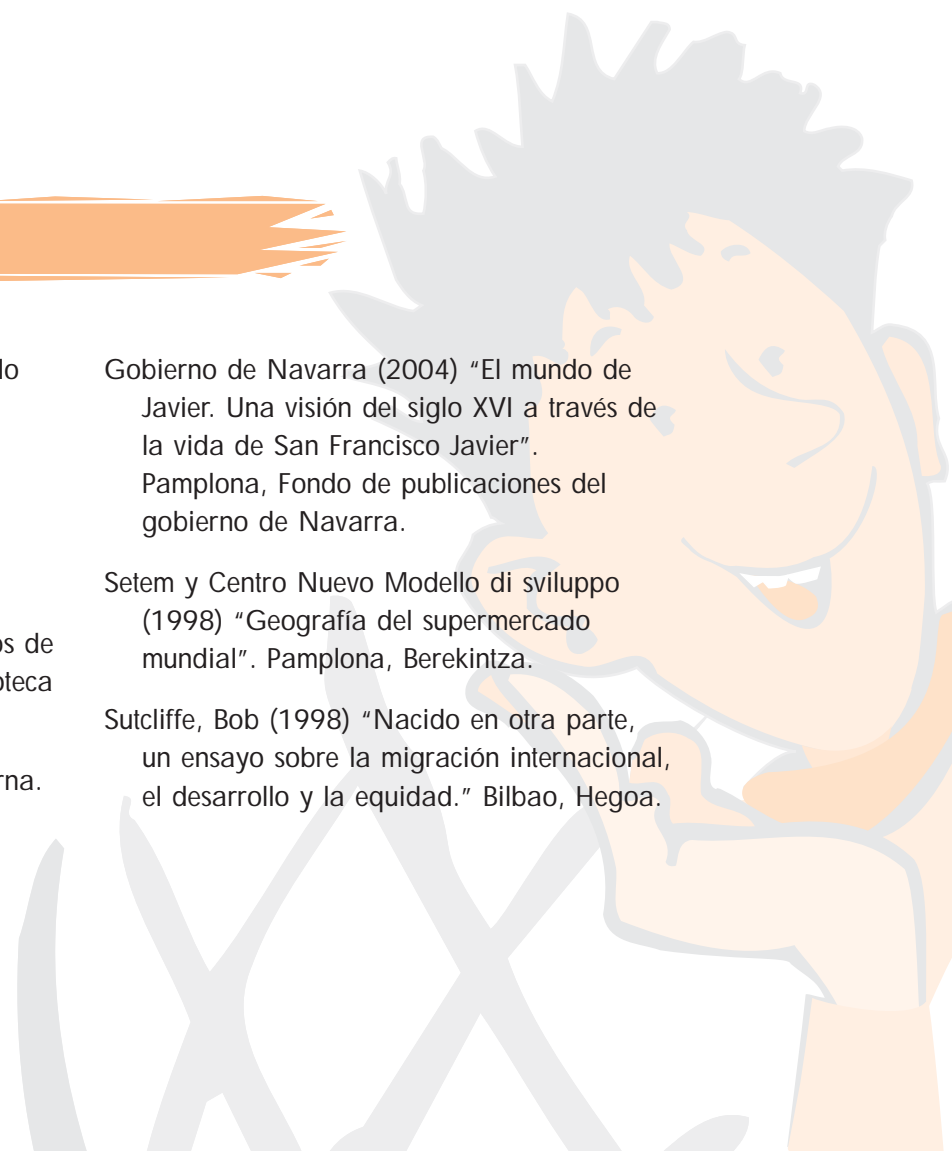 Gobierno de Navarra (2004) “El mundo de
Javier. Una visión del siglo XVI a través de
la vida de San Francisco Javier”.
Pamplona, Fondo de publicaciones del
gobierno de Navarra.
Setem y Centro Nuevo Modello di sviluppo
(1998) “Geografía del supermercado
mundial”. Pamplona, Berekintza.
Sutcliffe, Bob (1998) “Nacido en otra parte,
un ensayo sobre la migración internacional,
el desarrollo y la equidad.” Bilbao, Hegoa.